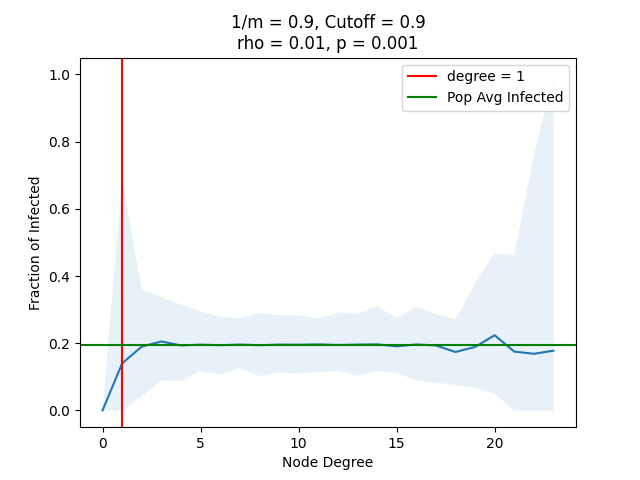 1/m = 0.9, Cutoff = 0.9
rho = 0.01, p = 0.001
degree = 1
Pop Avg Infected
Fraction of Infected
1.0
0.8
0.6
0.4
0.2
0.0
0
5
10
15
20
Node Degree